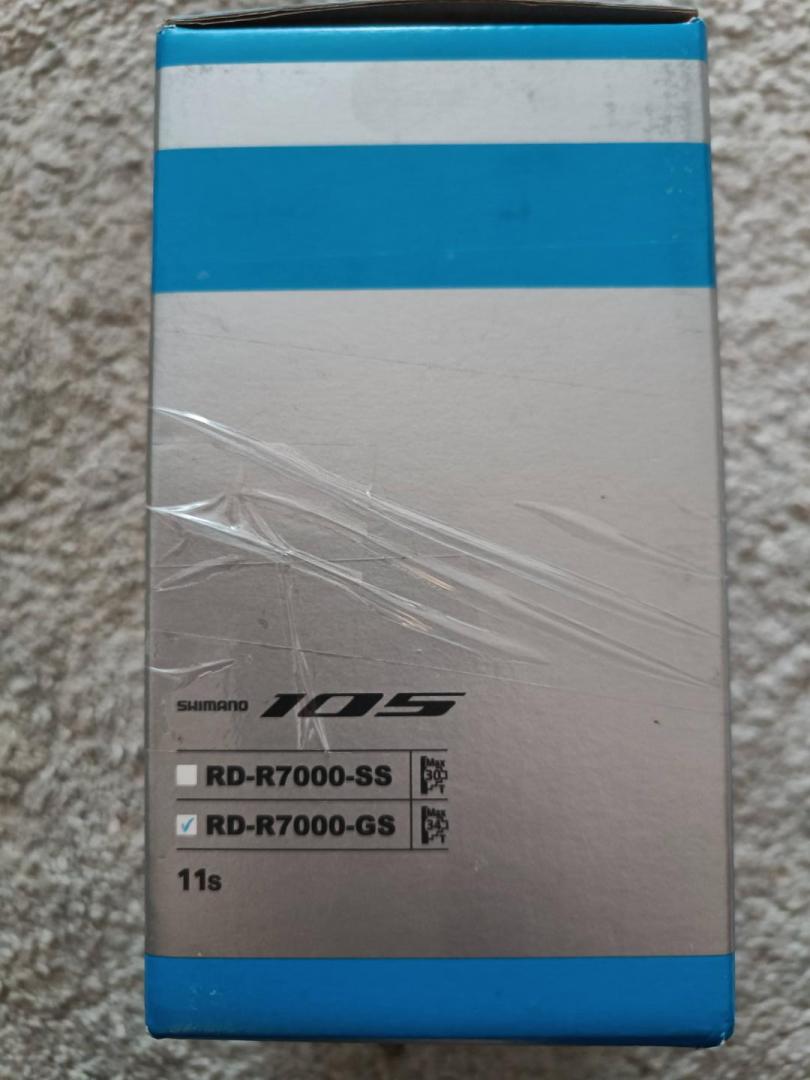 SHIMANO 105
RD-R7000-SS Max 30T
RD-R7000-GS Max 34T
11s